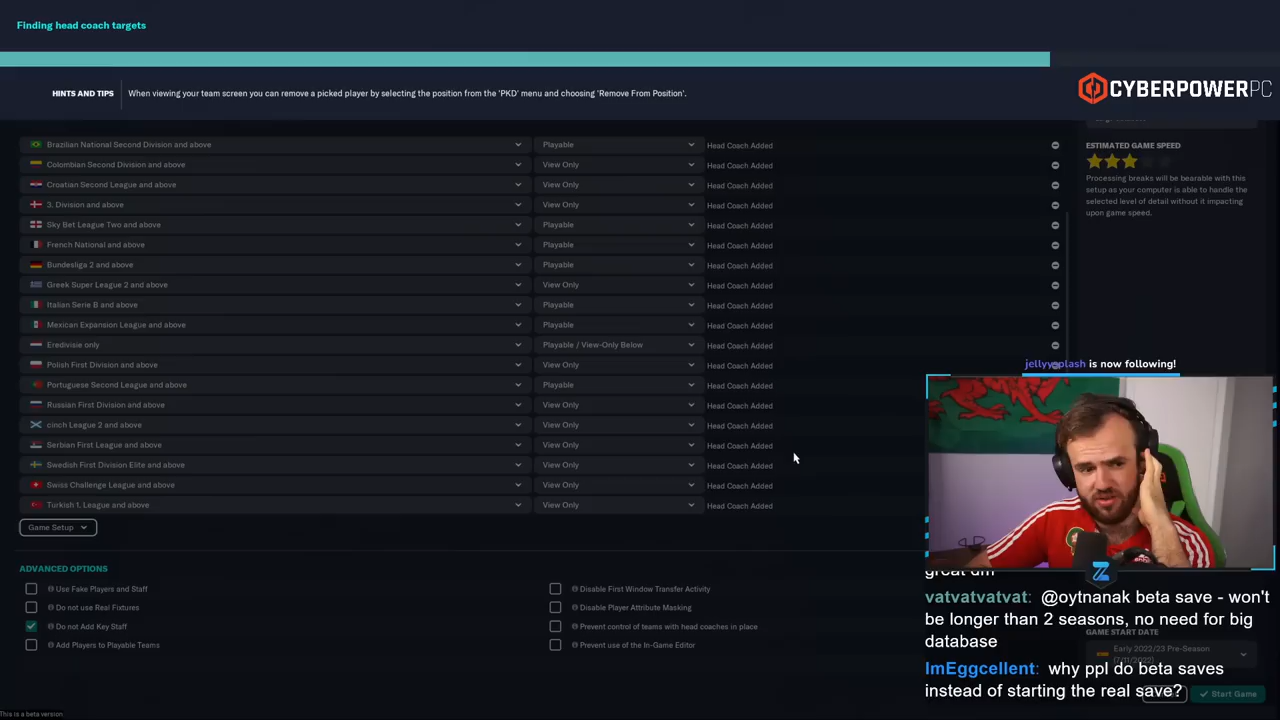 Finding head coach targets
HINTS AND TIPS
When viewing your team screen you can remove a picked player by selecting the position from the 'PKD' menu and choosing 'Remove From Position'.
CYBERPOWERPC
Brazilian National Second Division and above Playable Head Coach Added
Colombian Second Division and above View Only Head Coach Added
Croatian Second League and above View Only Head Coach Added
3. Division and above View Only Head Coach Added
Sky Bet League Two and above Playable Head Coach Added
French National and above Playable Head Coach Added
Bundesliga 2 and above Playable Head Coach Added
Greek Super League 2 and above View Only Head Coach Added
Italian Serie B and above Playable Head Coach Added
Mexican Expansion League and above Playable Head Coach Added
Eredivisie only Playable / View-Only Below Head Coach Added
Polish First Division and above View Only Head Coach Added
Portuguese Second League and above Playable Head Coach Added
Russian First Division and above View Only Head Coach Added
cinch League 2 and above View Only Head Coach Added
Serbian First League and above View Only Head Coach Added
Swedish First Division Elite and above View Only Head Coach Added
Swiss Challenge League and above View Only Head Coach Added
Turkish 1. League and above View Only Head Coach Added
Game Setup
ESTIMATED GAME SPEED
Processing breaks will be bearable with this
setup as your computer is able to handle the
selected level of detail without it impacting
upon game speed.
ADVANCED OPTIONS
Use Fake Players and Staff
Do not use Real Fixtures
Do not Add Key Staff
Add Players to Playable Teams
Disable First Window Transfer Activity
Disable Player Attribute Masking
Prevent control of teams with head coaches in place
Prevent use of the In-Game Editor
jellyysplash is now following!
vatvatvatvat: @oytnanak beta save - won't
be longer than 2 seasons, no need for big
database
GAME START DATE
Early 2022/23 Pre-Season
ImEggcellent: why ppl do beta saves
instead of starting the real save?
Start Game
This is a beta version